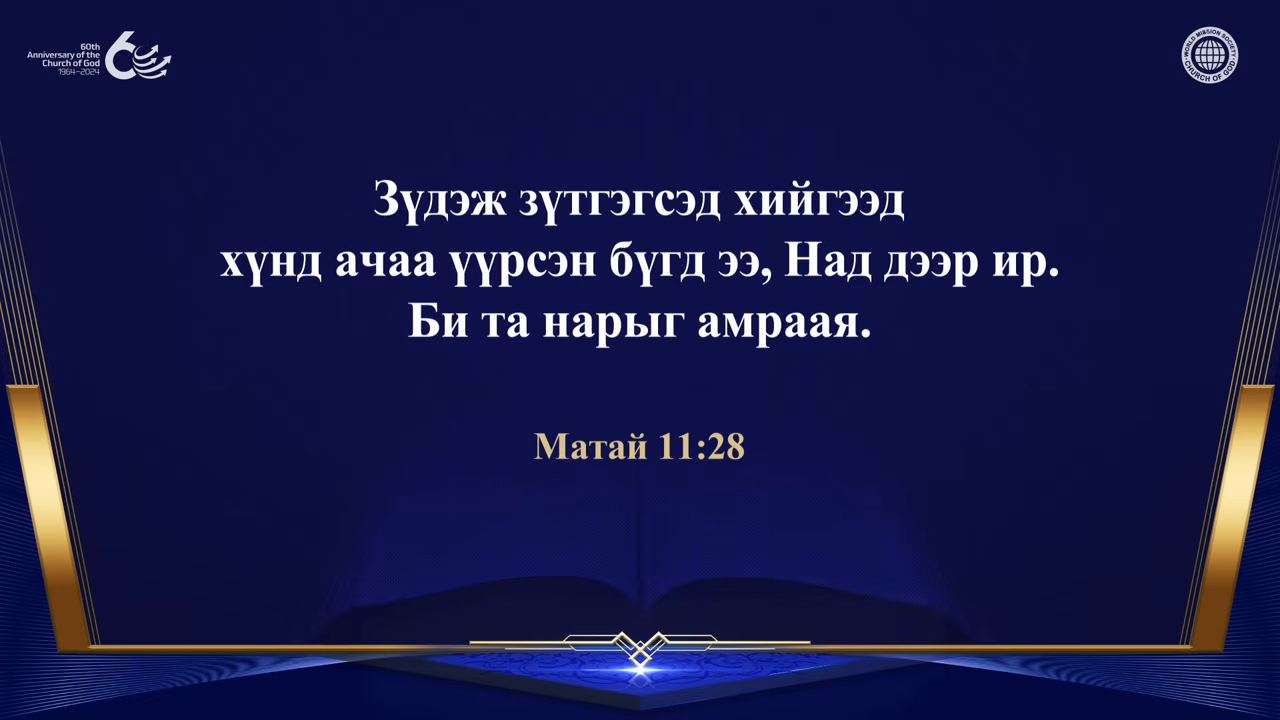 60th
Anniversary of the
Church of God
1964–2024
WORLD MISSION SOCIETY
CHURCH OF GOD
Зүдэж зүтгэгсэд хийгээд
хүнд ачаа үүрсэн бүгд ээ, Над дээр ир.
Би та нарыг амраая.
Матай 11:28